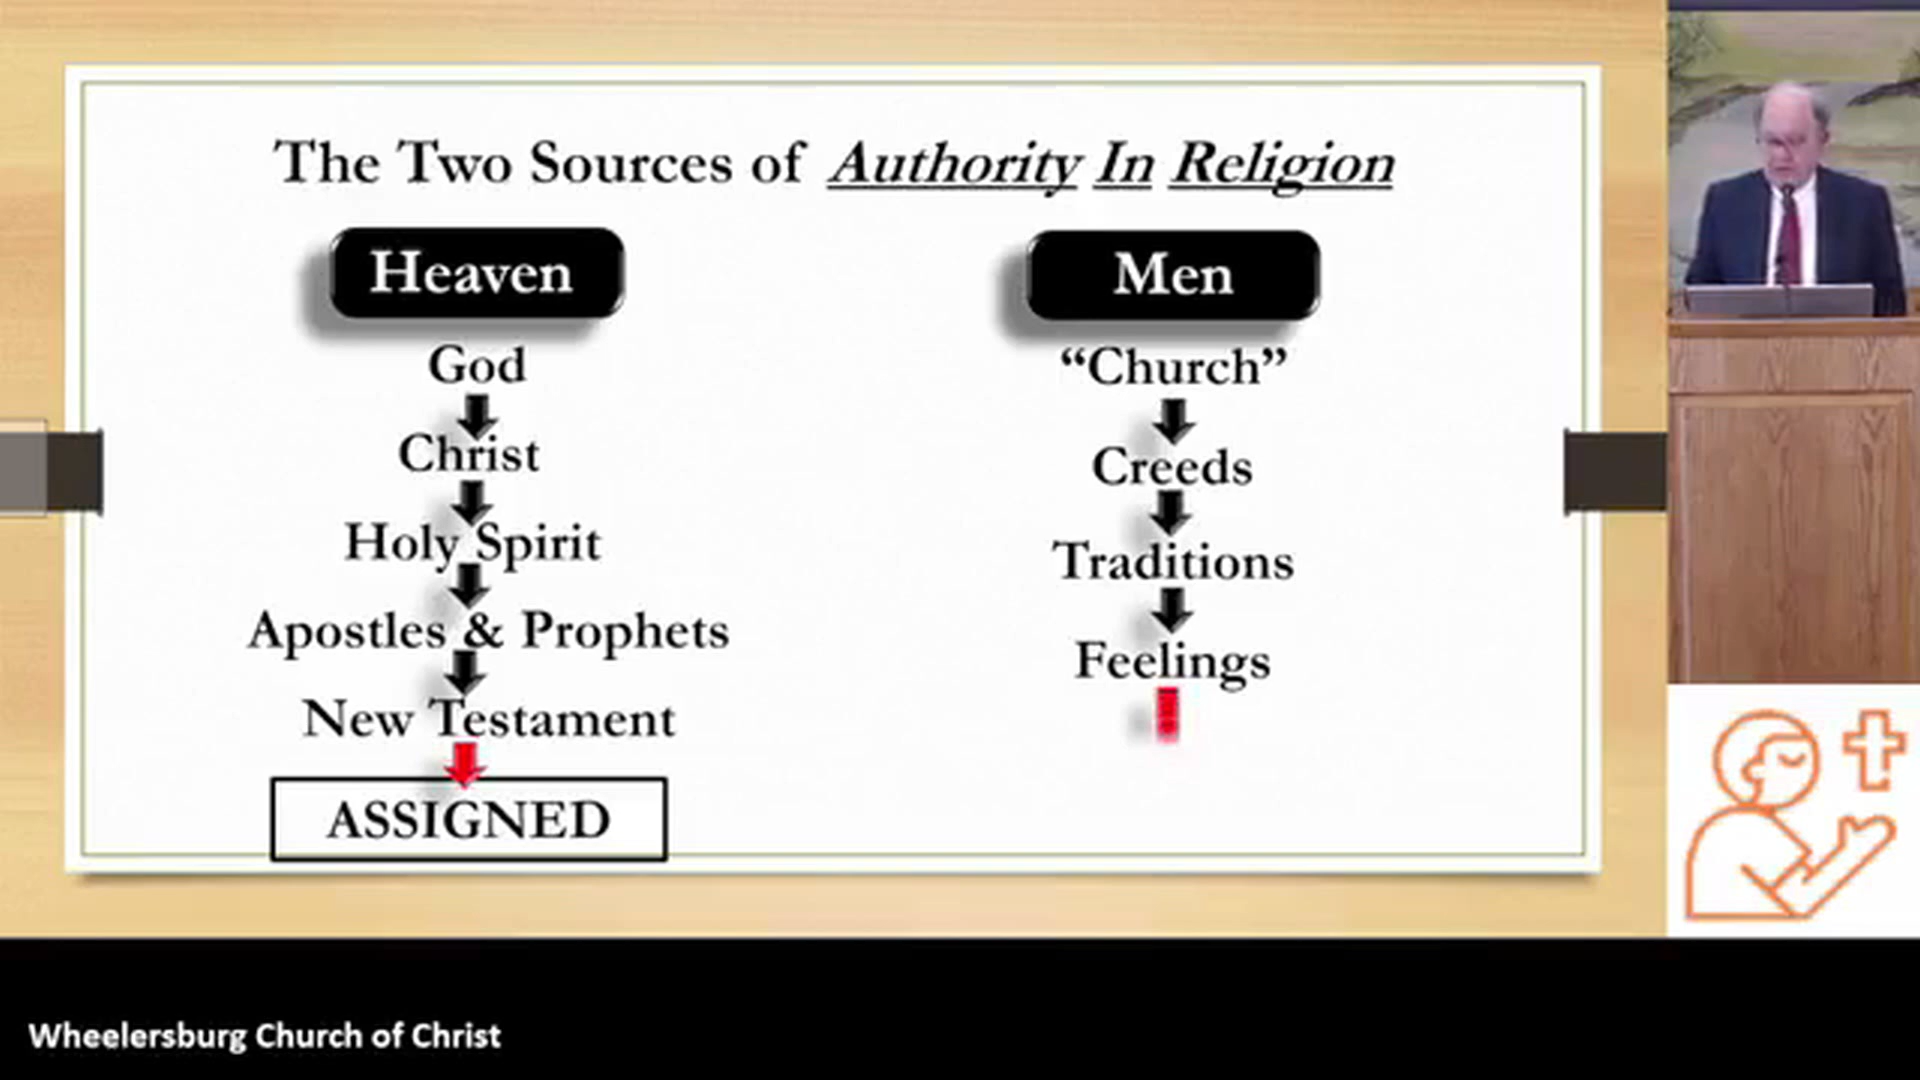 The Two Sources of Authority In Religion
Heaven
God
Christ
Holy Spirit
Apostles & Prophets
New Testament
ASSIGNED
Men
“Church”
Creeds
Traditions
Feelings
Wheelersburg Church of Christ